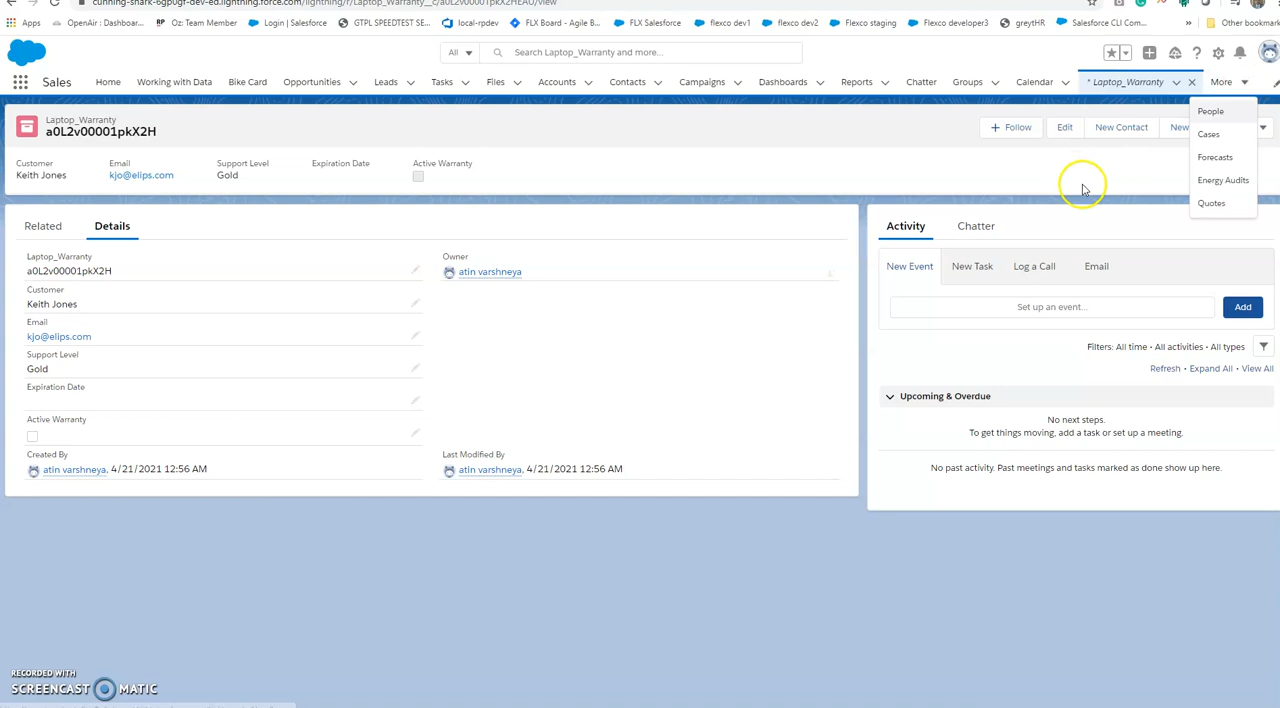 cunning-shark-6gpugf-dev-ed.lightning.force.com/lightning/r/Laptop_Warranty__c/a0L2v00001pkX2HEAU/view
Apps
OpenJar : Dashboard...
RP Oz: Team Member
Login | Salesforce
GTPL SPEEDTEST SE...
local-rpdev
FLX Board - Agile B...
FLX Salesforce
flexco dev1
flexco dev2
Flexco staging
Flexco developer3
greytHR
Salesforce CLI Com...
»
Other bookmark
All
Search Laptop_Warranty and more...
Sales
Home
Working with Data
Bike Card
Opportunities
Leads
Tasks
Files
Accounts
Contacts
Campaigns
Dashboards
Reports
Chatter
Groups
Calendar
* Laptop_Warranty
More
Laptop_Warranty
a0L2v00001pkX2H
+ Follow
Edit
New Contact
New
People
Cases
Forecasts
Energy Audits
Quotes
Customer
Keith Jones
Email
kjo@elips.com
Support Level
Gold
Expiration Date
Active Warranty
Related
Details
Laptop_Warranty
a0L2v00001pkX2H
Customer
Keith Jones
Email
kjo@elips.com
Support Level
Gold
Expiration Date
Active Warranty
Created By
atin varshneya, 4/21/2021 12:56 AM
Owner
atin varshneya
Last Modified By
atin varshneya, 4/21/2021 12:56 AM
Activity
Chatter
New Event
New Task
Log a Call
Email
Set up an event...
Add
Filters: All time • All activities • All types
Refresh • Expand All • View All
Upcoming & Overdue
No next steps.
To get things moving, add a task or set up a meeting.
No past activity. Past meetings and tasks marked as done show up here.
RECORDED WITH
SCREENCAST MATIC